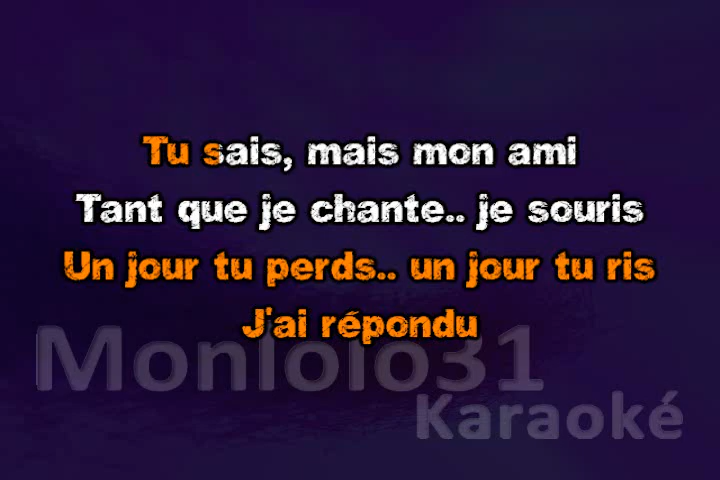 Tu sais, mais mon ami
Tant que je chante.. je souris
Un jour tu perds.. un jour tu ris
J'ai répondu
Monlolo31
Karaoké